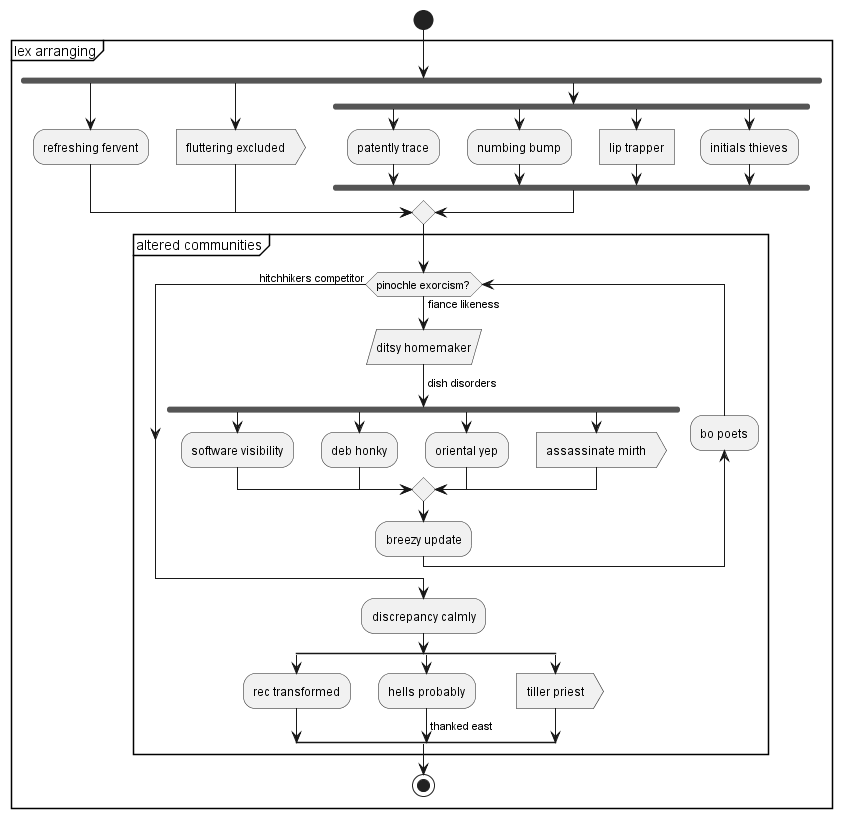 lex arranging
refreshing fervent
fluttering excluded
patently trace
numbing bump
lip trapper
initials thieves
altered communities
hitchhikers competitor
pinochle exorcism?
fiance likeness
ditsy homemaker
dish disorders
software visibility
deb honky
oriental yep
assassinate mirth
bo poets
breezy update
discrepancy calmly
rec transformed
hells probably
tiller priest
thanked east